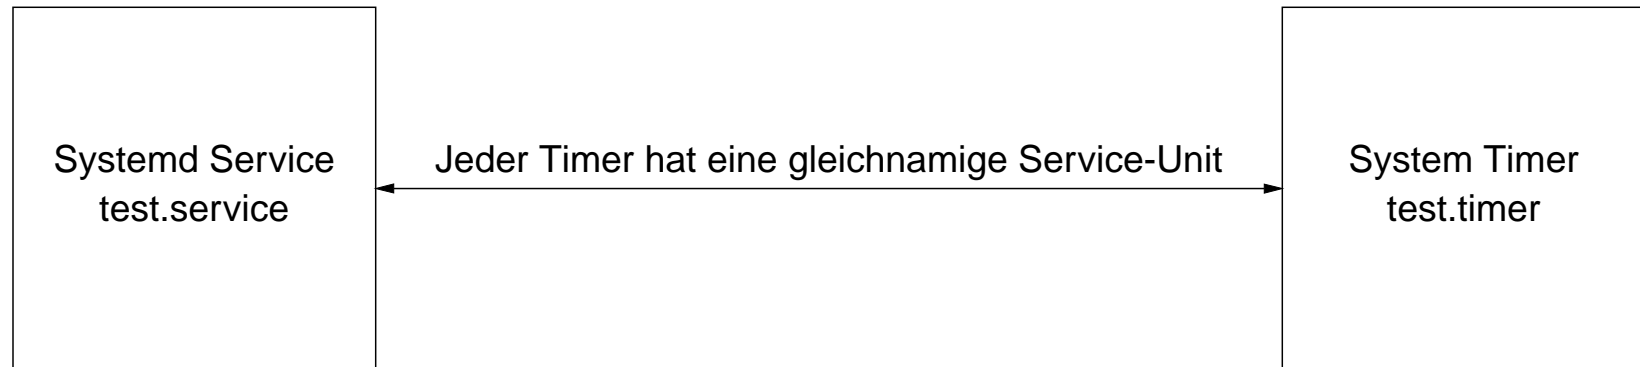 Systemd Service
test.service
Jeder Timer hat eine gleichnamige Service-Unit
System Timer
test.timer